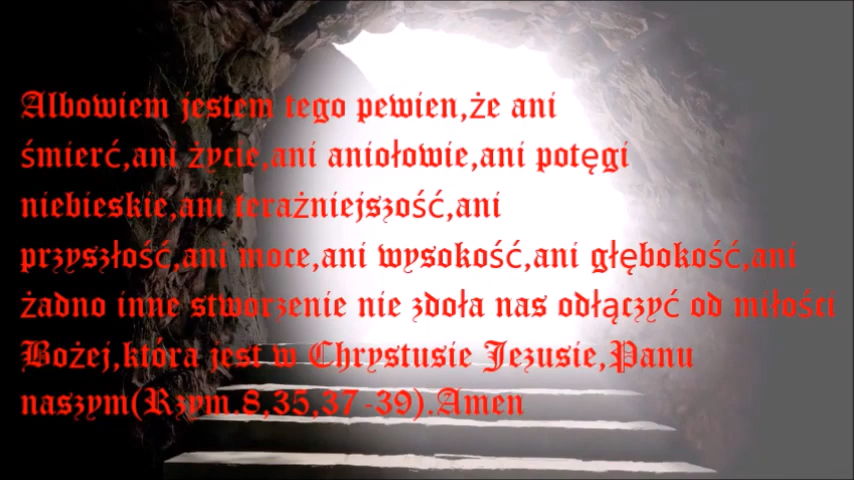 Albowiem jestem tego pewien,że ani
śmierć,ani życie,ani aniołowie,ani potęgi
niebieskie,ani terażniejszość,ani
przyszłość,ani moce,ani wysokość,ani głębokość,ani
żadno inne stworzenie nie zdoła nas odłączyć od miłości
Bożej,która jest w Chrystusie Jezusie,Panu
naszym(Rzym.8,35,37-39).Amen